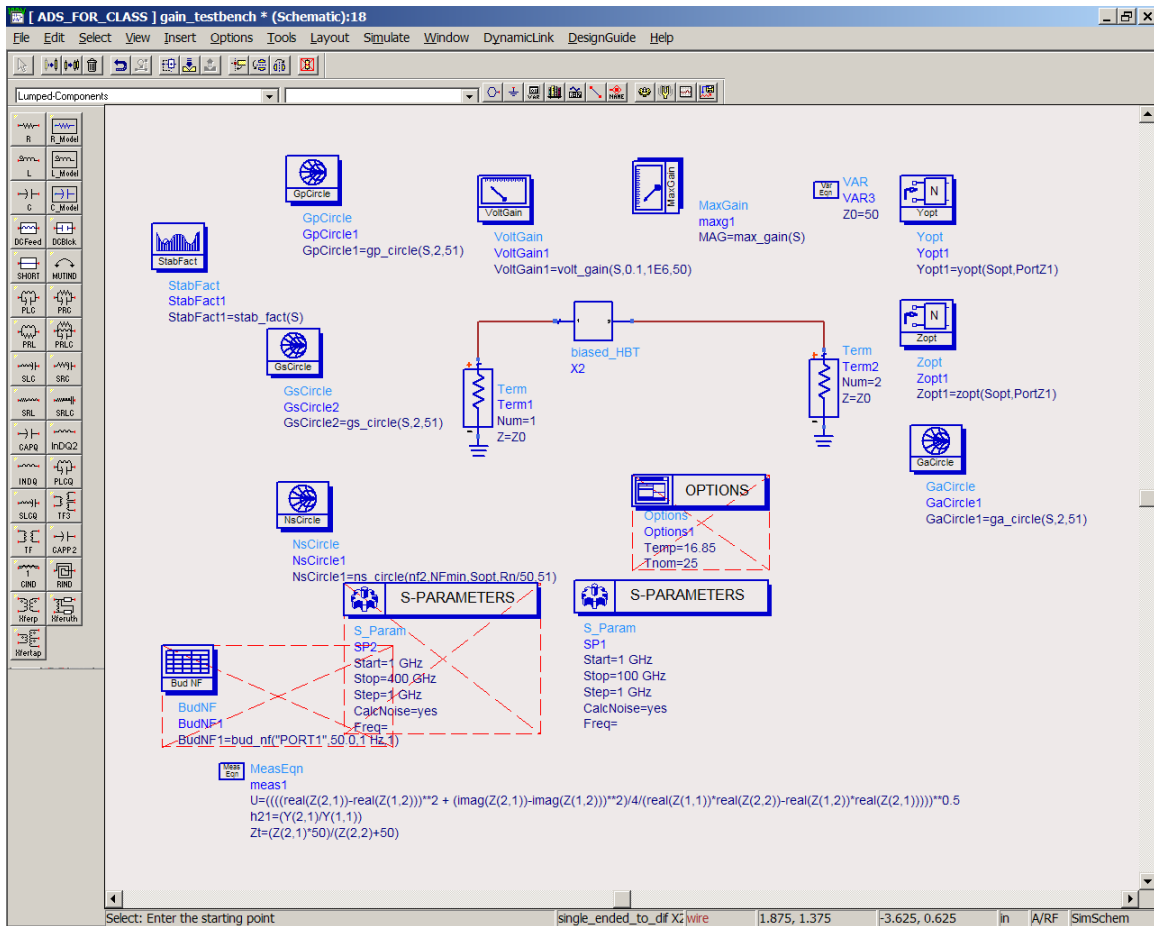 [ ADS_FOR_CLASS ] gain_testbench * (Schematic):18
File Edit Select View Insert Options Tools Layout Simulate Window DynamicLink DesignGuide Help
Lumped-Components
R R_Model
L L_Model
C C_Model
DCFeed DCBlck
SHORT MUTIND
PLC PRC
PRL PRLC
SLC SRC
SRL SRLC
CAPQ InDQ2
INDQ PLCQ
SLCQ TF3
TF CAPP2
CIND RIND
Xferp Xferuth
Xfertap
GpCircle
GpCircle
GpCircle1
GpCircle1=gp_circle(S,2,51)
VoltGain
VoltGain
VoltGain1
VoltGain1=volt_gain(S,0.1,1E6,50)
MaxGain
MaxGain
maxg1
MAG=max_gain(S)
Var
Eqn
VAR
VAR3
Z0=50
N
Yopt
Yopt
Yopt1
Yopt1=yopt(Sopt,PortZ1)
StabFact
StabFact
StabFact1
StabFact1=stab_fact(S)
GsCircle
GsCircle
GsCircle2
GsCircle2=gs_circle(S,2,51)
biased_HBT
X2
Term
Term1
Num=1
Z=Z0
Term
Term2
Num=2
Z=Z0
N
Zopt
Zopt
Zopt1
Zopt1=zopt(Sopt,PortZ1)
GaCircle
GaCircle
GaCircle1
GaCircle1=ga_circle(S,2,51)
NsCircle
NsCircle
NsCircle1
NsCircle1=ns_circle(nf2,NFmin,Sopt,Rn/50,51)
OPTIONS
Options
Options1
Temp=16.85
Tnom=25
S-PARAMETERS
S_Param
SP2
Start=1 GHz
Stop=400 GHz
Step=1 GHz
CalcNoise=yes
Freq=
S-PARAMETERS
S_Param
SP1
Start=1 GHz
Stop=100 GHz
Step=1 GHz
CalcNoise=yes
Freq=
Bud NF
BudNF
BudNF1
BudNF1=bud_nf("PORT1",50.0,1 Hz,1)
Meas
Eqn
MeasEqn
meas1
U=((((real(Z(2,1))-real(Z(1,2)))**2 + (imag(Z(2,1))-imag(Z(1,2)))**2)/4/(real(Z(1,1))*real(Z(2,2))-real(Z(1,2))*real(Z(2,1)))))**0.5
h21=(Y(2,1)/Y(1,1))
Zt=(Z(2,1)*50)/(Z(2,2)+50)
Select: Enter the starting point single_ended_to_dif X2 wire 1.875, 1.375 -3.625, 0.625 in A/RF SimSchem